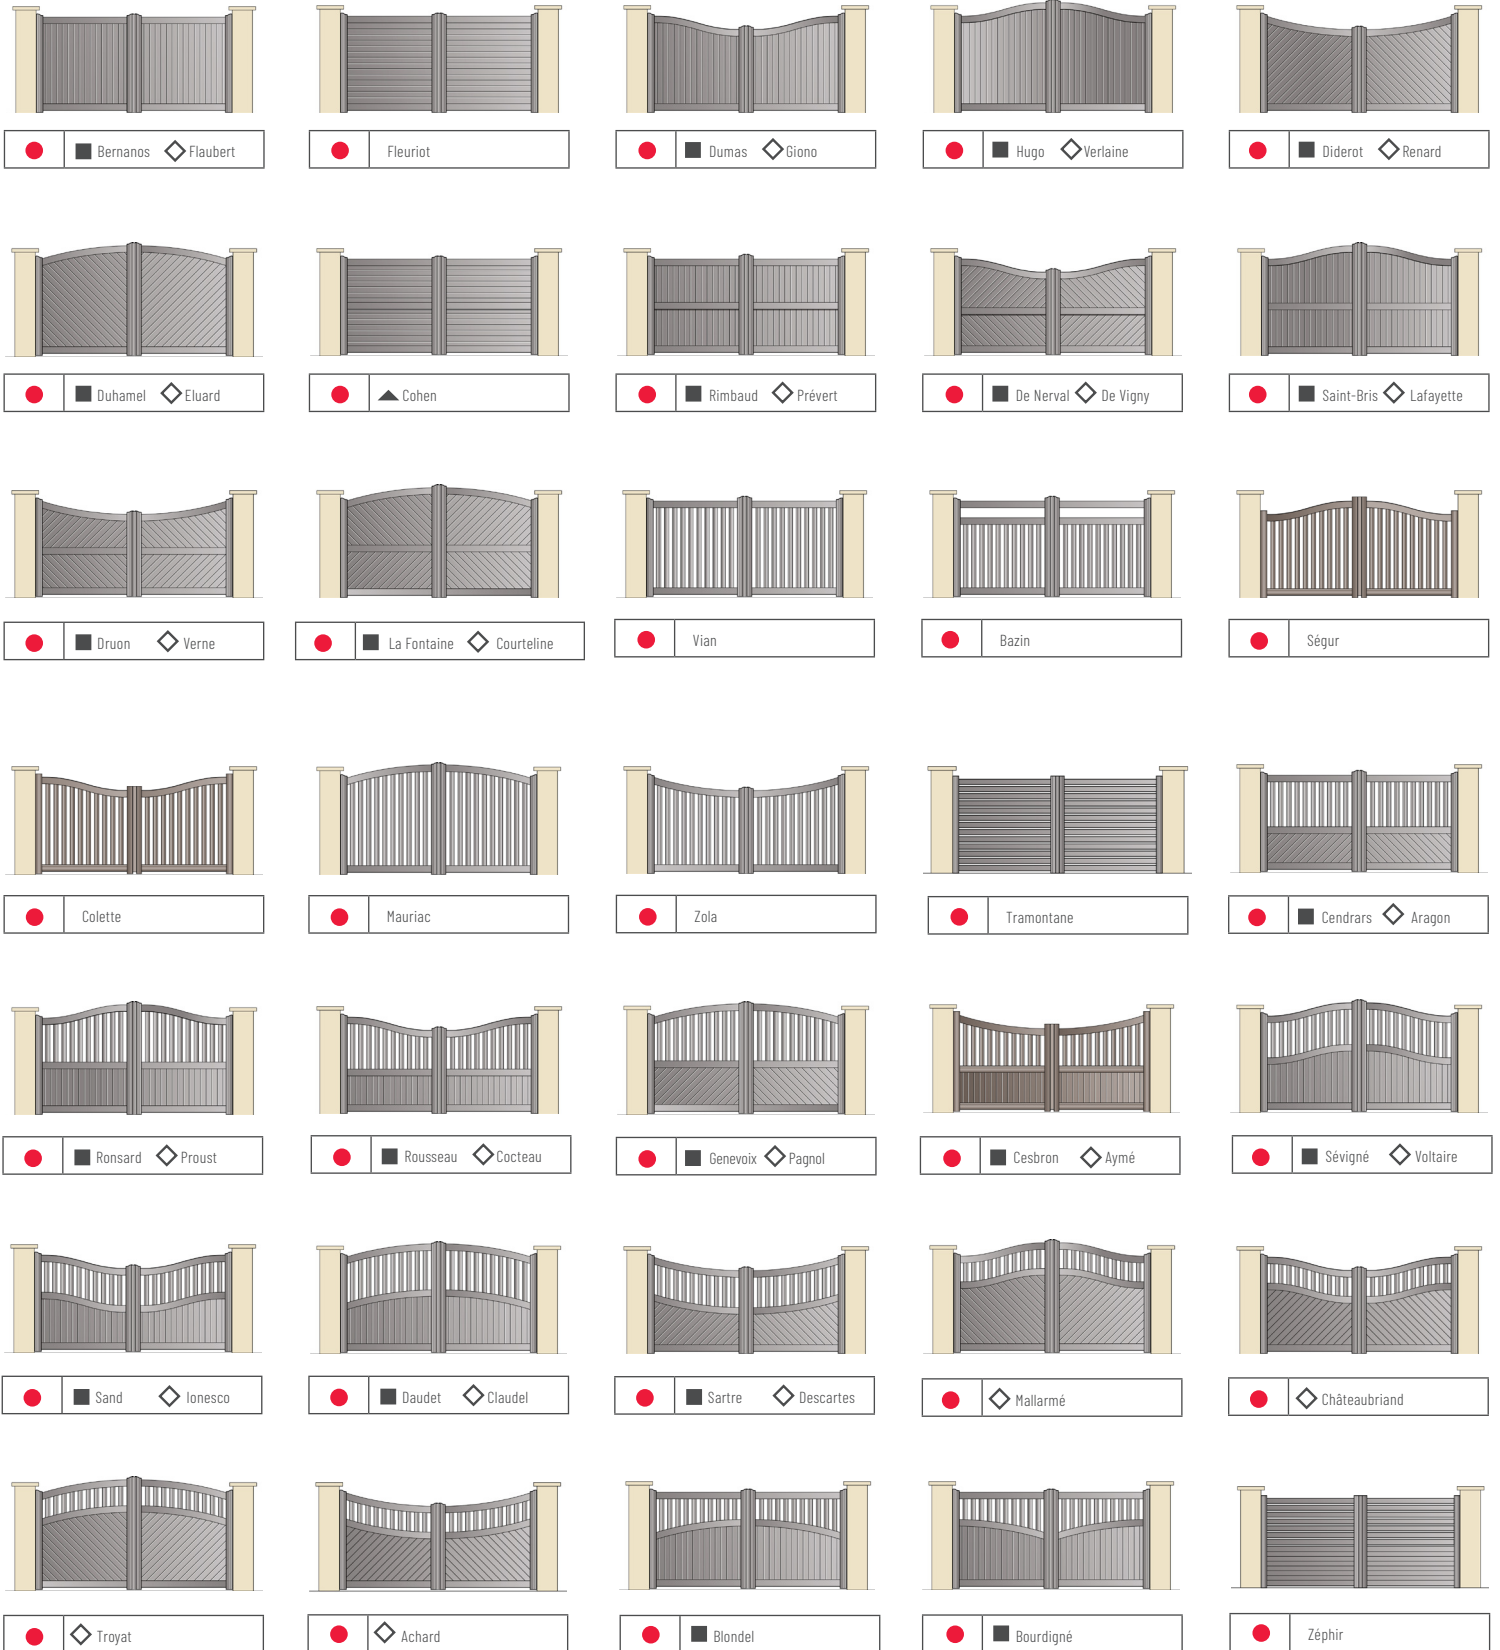 Bernanos Flaubert
Fleuriot
Dumas Giono
Hugo Verlaine
Diderot Renard
Duhamel Eluard
Cohen
Rimbaud Prévert
De Nerval De Vigny
Saint-Bris Lafayette
Druon Verne
La Fontaine Courteline
Vian
Bazin
Ségur
Colette
Mauriac
Zola
Tramontane
Cendrars Aragon
Ronsard Proust
Rousseau Cocteau
Genevoix Pagnol
Cesbron Aymé
Sévigné Voltaire
Sand Ionesco
Daudet Claudel
Sartre Descartes
Mallarmé
Châteaubriand
Troyat
Achard
Blondel
Bourdigné
Zéphir